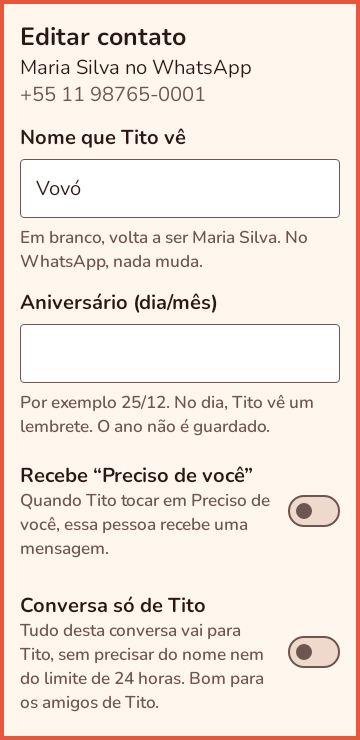 Editar contato
Maria Silva no WhatsApp
+55 11 98765-0001
Nome que Tito vê
Vovó
Em branco, volta a ser Maria Silva. No
WhatsApp, nada muda.
Aniversário (dia/mês)
Por exemplo 25/12. No dia, Tito vê um
lembrete. O ano não é guardado.
Recebe “Preciso de você”
Quando Tito tocar em Preciso de
você, essa pessoa recebe uma
mensagem.
Conversa só de Tito
Tudo desta conversa vai para
Tito, sem precisar do nome nem
do limite de 24 horas. Bom para
os amigos de Tito.